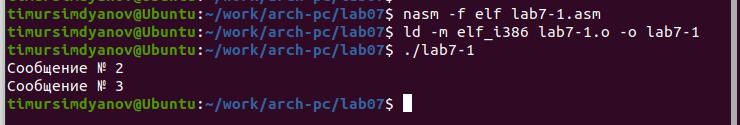 timursimdyanov@Ubuntu:~/work/arch-pc/lab07$ nasm -f elf lab7-1.asm
timursimdyanov@Ubuntu:~/work/arch-pc/lab07$ ld -m elf_i386 lab7-1.o -o lab7-1
timursimdyanov@Ubuntu:~/work/arch-pc/lab07$ ./lab7-1
Сообщение № 2
Сообщение № 3
timursimdyanov@Ubuntu:~/work/arch-pc/lab07$